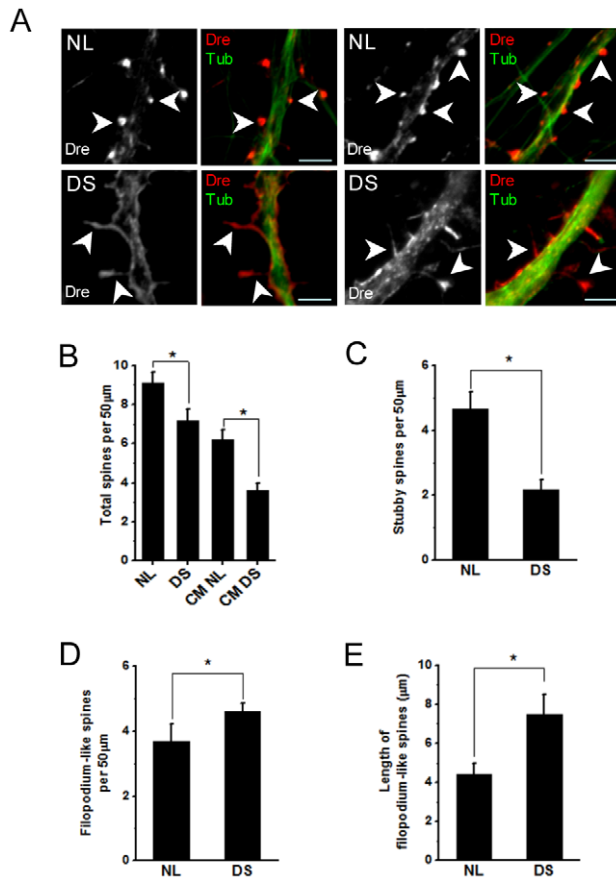 A
NL
Dre
Dre
Tub
NL
Dre
Dre
Tub
DS
Dre
Dre
Tub
DS
Dre
Dre
Tub
B
Total spines per 50μm
10
8
6
4
2
0
*
*
NL
DS
CM NL
CM DS
C
Stubby spines per 50μm
6
4
2
0
*
NL
DS
D
Filopodium-like spines
per 50μm
6
4
2
0
*
NL
DS
E
Length of
filopodium-like spines (μm)
10
8
6
4
2
0
*
NL
DS